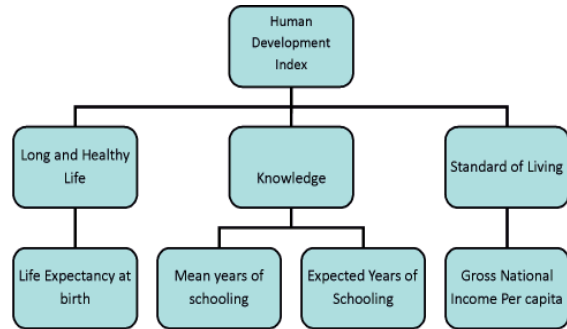 Human
Development
Index
Long and Healthy
Life
Knowledge
Standard of Living
Life Expectancy at
birth
Mean years of
schooling
Expected Years of
Schooling
Gross National
Income Per capita